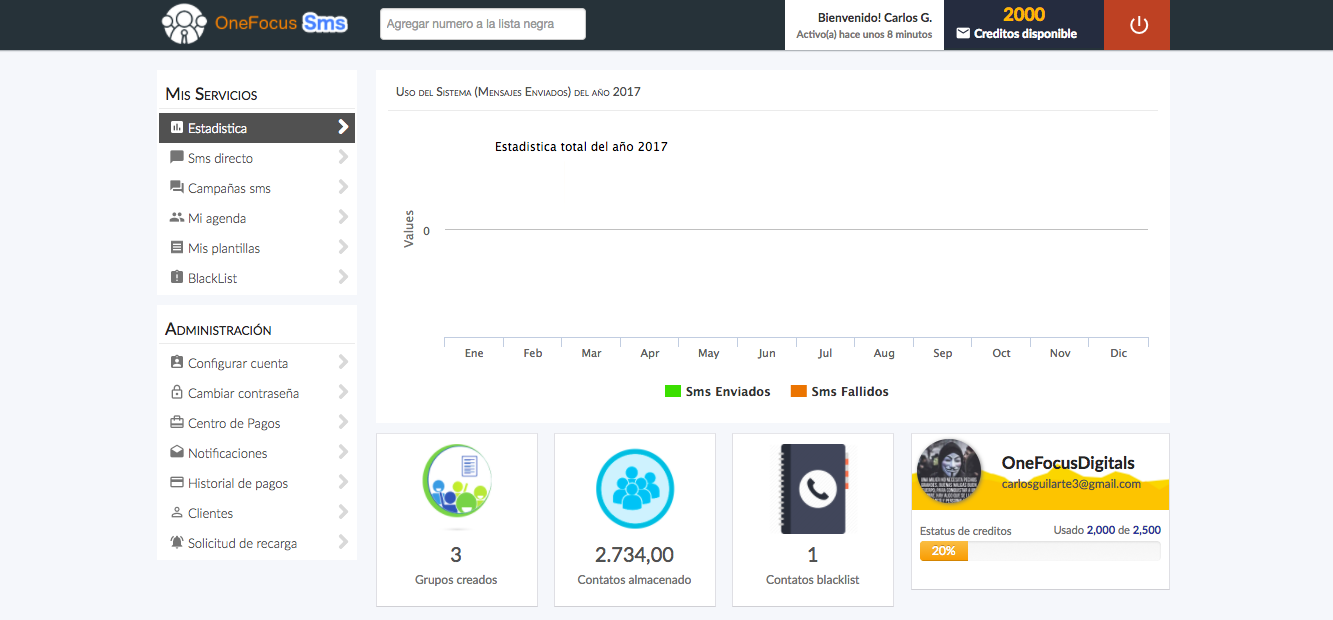 OneFocus Sms
Agregar numero a la lista negra
Bienvenido! Carlos G.
Activo(a) hace unos 8 minutos
2000
Creditos disponible
Mis Servicios
Estadistica
Sms directo
Campañas sms
Mi agenda
Mis plantillas
BlackList
Administración
Configurar cuenta
Cambiar contraseña
Centro de Pagos
Notificaciones
Historial de pagos
Clientes
Solicitud de recarga
Uso del Sistema (Mensajes Enviados) del año 2017
Estadistica total del año 2017
Values
0
Ene Feb Mar Apr May Jun Jul Aug Sep Oct Nov Dic
Sms Enviados Sms Fallidos
3
Grupos creados
2.734,00
Contatos almacenado
1
Contatos blacklist
OneFocusDigitals
carlosguilarte3@gmail.com
Estatus de creditos Usado 2,000 de 2,500
20%